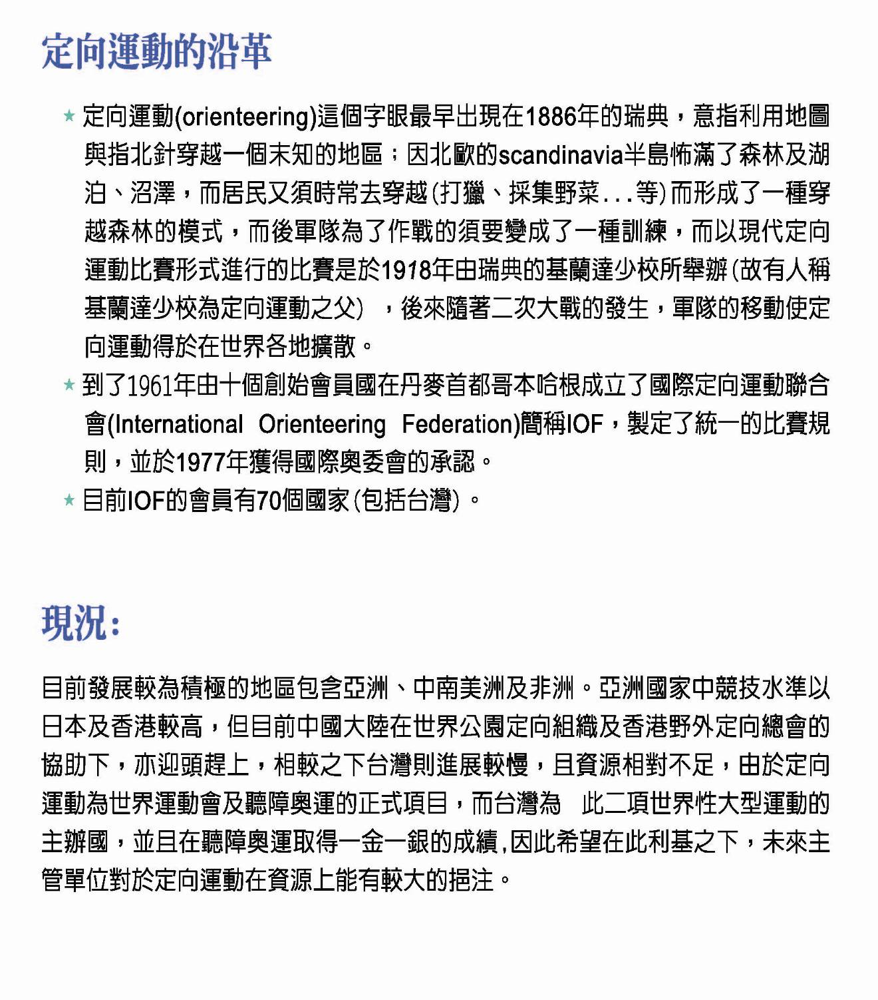 定向運動的沿革
★ 定向運動(orienteering)這個字眼最早出現在1886年的瑞典，意指利用地圖
與指北針穿越一個末知的地區；因北歐的scandinavia半島怖滿了森林及湖
泊、沼澤，而居民又須時常去穿越(打獵、採集野菜...等)而形成了一種穿
越森林的模式，而後軍隊為了作戰的須要變成了一種訓練，而以現代定向
運動比賽形式進行的比賽是於1918年由瑞典的基蘭達少校所舉辦(故有人稱
基蘭達少校為定向運動之父)，後來隨著二次大戰的發生，軍隊的移動使定
向運動得於在世界各地擴散。
★ 到了1961年由十個創始會員國在丹麥首都哥本哈根成立了國際定向運動聯合
會(International Orienteering Federation)簡稱IOF，製定了統一的比賽規
則，並於1977年獲得國際奧委會的承認。
★ 目前IOF的會員有70個國家(包括台灣)。
現況:
目前發展較為積極的地區包含亞洲、中南美洲及非洲。亞洲國家中競技水準以
日本及香港較高，但目前中國大陸在世界公園定向組織及香港野外定向總會的
協助下，亦迎頭趕上，相較之下台灣則進展較慢，且資源相對不足，由於定向
運動為世界運動會及聽障奧運的正式項目，而台灣為 此二項世界性大型運動的
主辦國，並且在聽障奧運取得一金一銀的成績,因此希望在此利基之下，未來主
管單位對於定向運動在資源上能有較大的挹注。